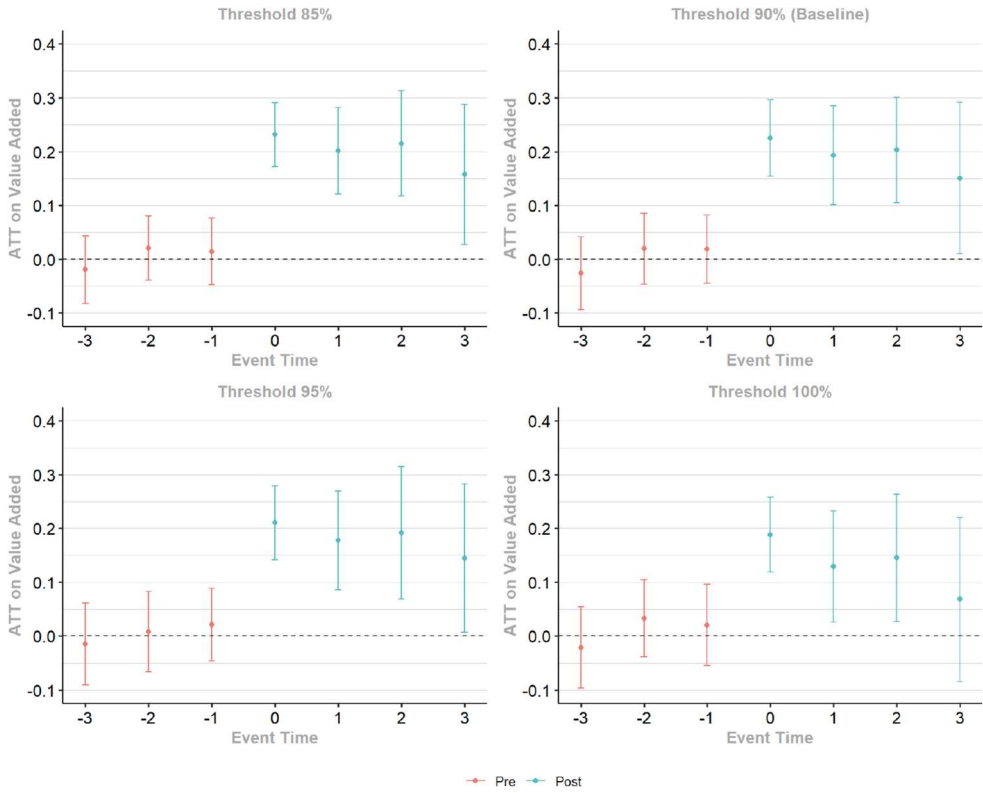 Threshold 85%
Threshold 90% (Baseline)
ATT on Value Added
0.4
0.3
0.2
0.1
0.0
-0.1
-3 -2 -1 0 1 2 3
Event Time
ATT on Value Added
0.4
0.3
0.2
0.1
0.0
-0.1
-3 -2 -1 0 1 2 3
Event Time
Threshold 95%
Threshold 100%
ATT on Value Added
0.4
0.3
0.2
0.1
0.0
-0.1
-3 -2 -1 0 1 2 3
Event Time
ATT on Value Added
0.4
0.3
0.2
0.1
0.0
-0.1
-3 -2 -1 0 1 2 3
Event Time
Pre Post